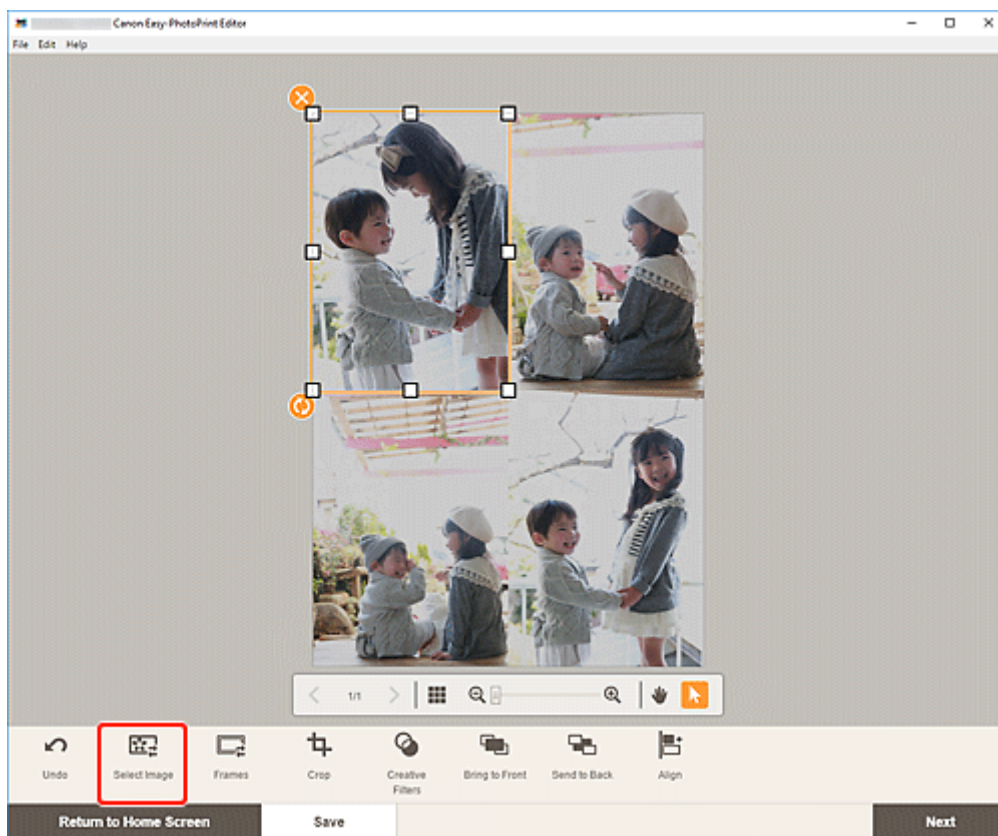 Canon Easy-PhotoPrint Editor
File Edit Help
1/1
Undo
Select Image
Frames
Crop
Creative
Filters
Bring to Front
Send to Back
Align
Return to Home Screen
Save
Next